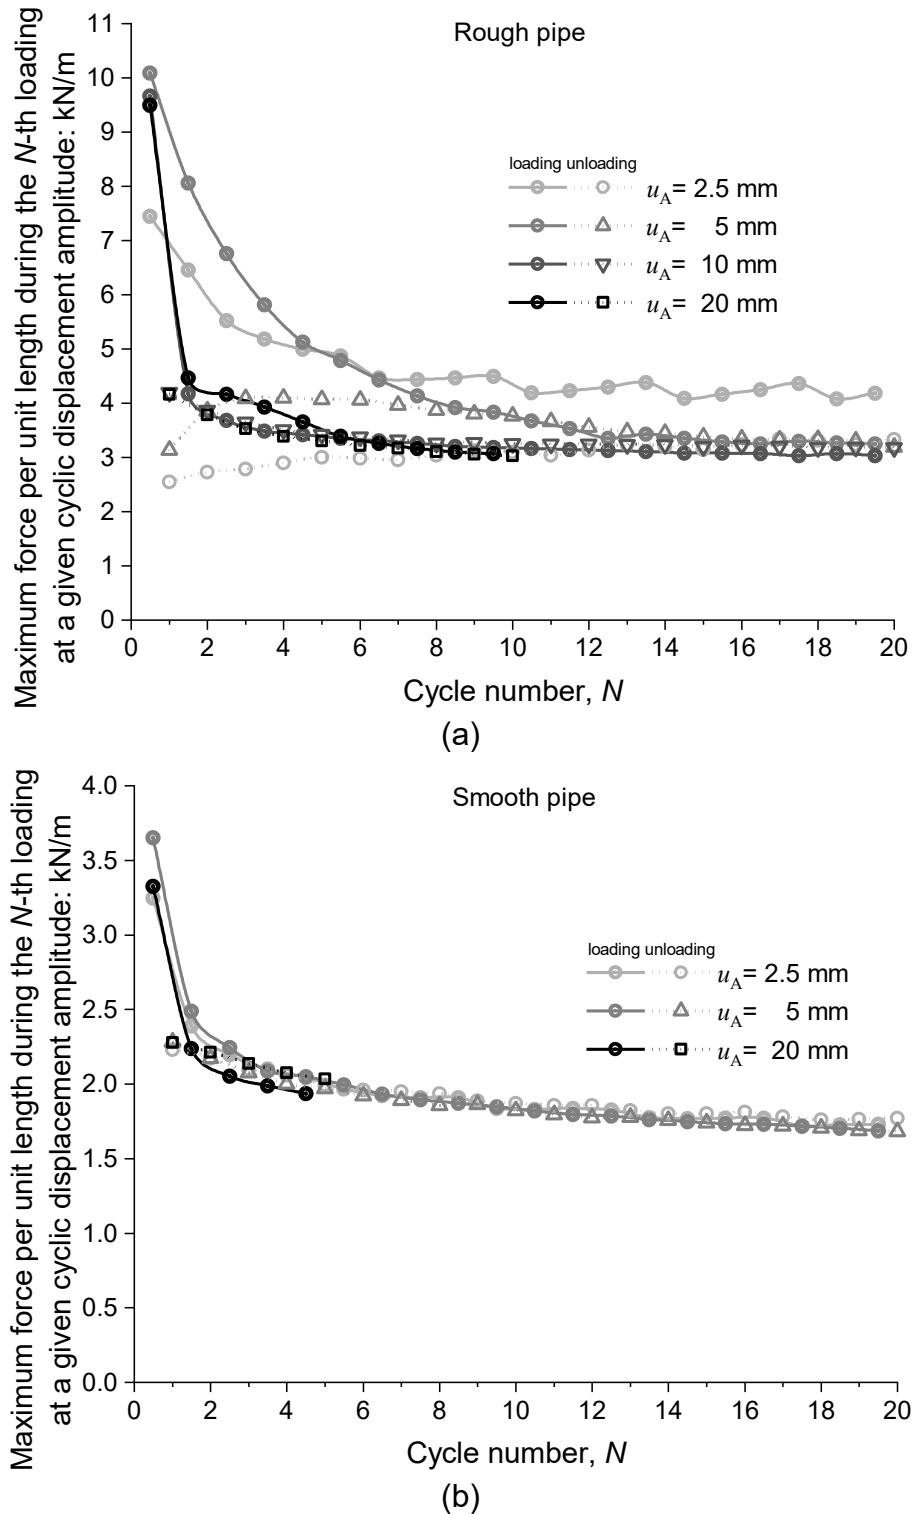 Rough pipe
Maximum force per unit length during the N-th loading
at a given cyclic displacement amplitude: kN/m
11
10
9
8
7
6
5
4
3
2
1
0
loading unloading
uA= 2.5 mm
uA= 5 mm
uA= 10 mm
uA= 20 mm
0 2 4 6 8 10 12 14 16 18 20
Cycle number, N
(a)
Smooth pipe
Maximum force per unit length during the N-th loading
at a given cyclic displacement amplitude: kN/m
4.0
3.5
3.0
2.5
2.0
1.5
1.0
0.5
0.0
loading unloading
uA= 2.5 mm
uA= 5 mm
uA= 20 mm
0 2 4 6 8 10 12 14 16 18 20
Cycle number, N
(b)